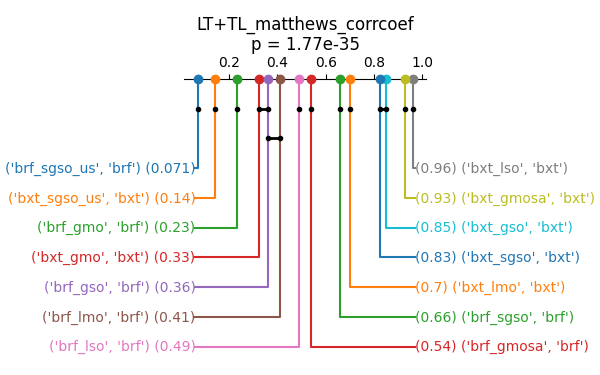 LT+TL_matthews_corrcoef
p = 1.77e-35
0.2 0.4 0.6 0.8 1.0
('brf_sgso_us', 'brf') (0.071) (0.96) ('bxt_lso', 'bxt')
('bxt_sgso_us', 'bxt') (0.14) (0.93) ('bxt_gmosa', 'bxt')
('brf_gmo', 'brf') (0.23) (0.85) ('bxt_gso', 'bxt')
('bxt_gmo', 'bxt') (0.33) (0.83) ('bxt_sgso', 'bxt')
('brf_gso', 'brf') (0.36) (0.7) ('bxt_lmo', 'bxt')
('brf_lmo', 'brf') (0.41) (0.66) ('brf_sgso', 'brf')
('brf_lso', 'brf') (0.49) (0.54) ('brf_gmosa', 'brf')